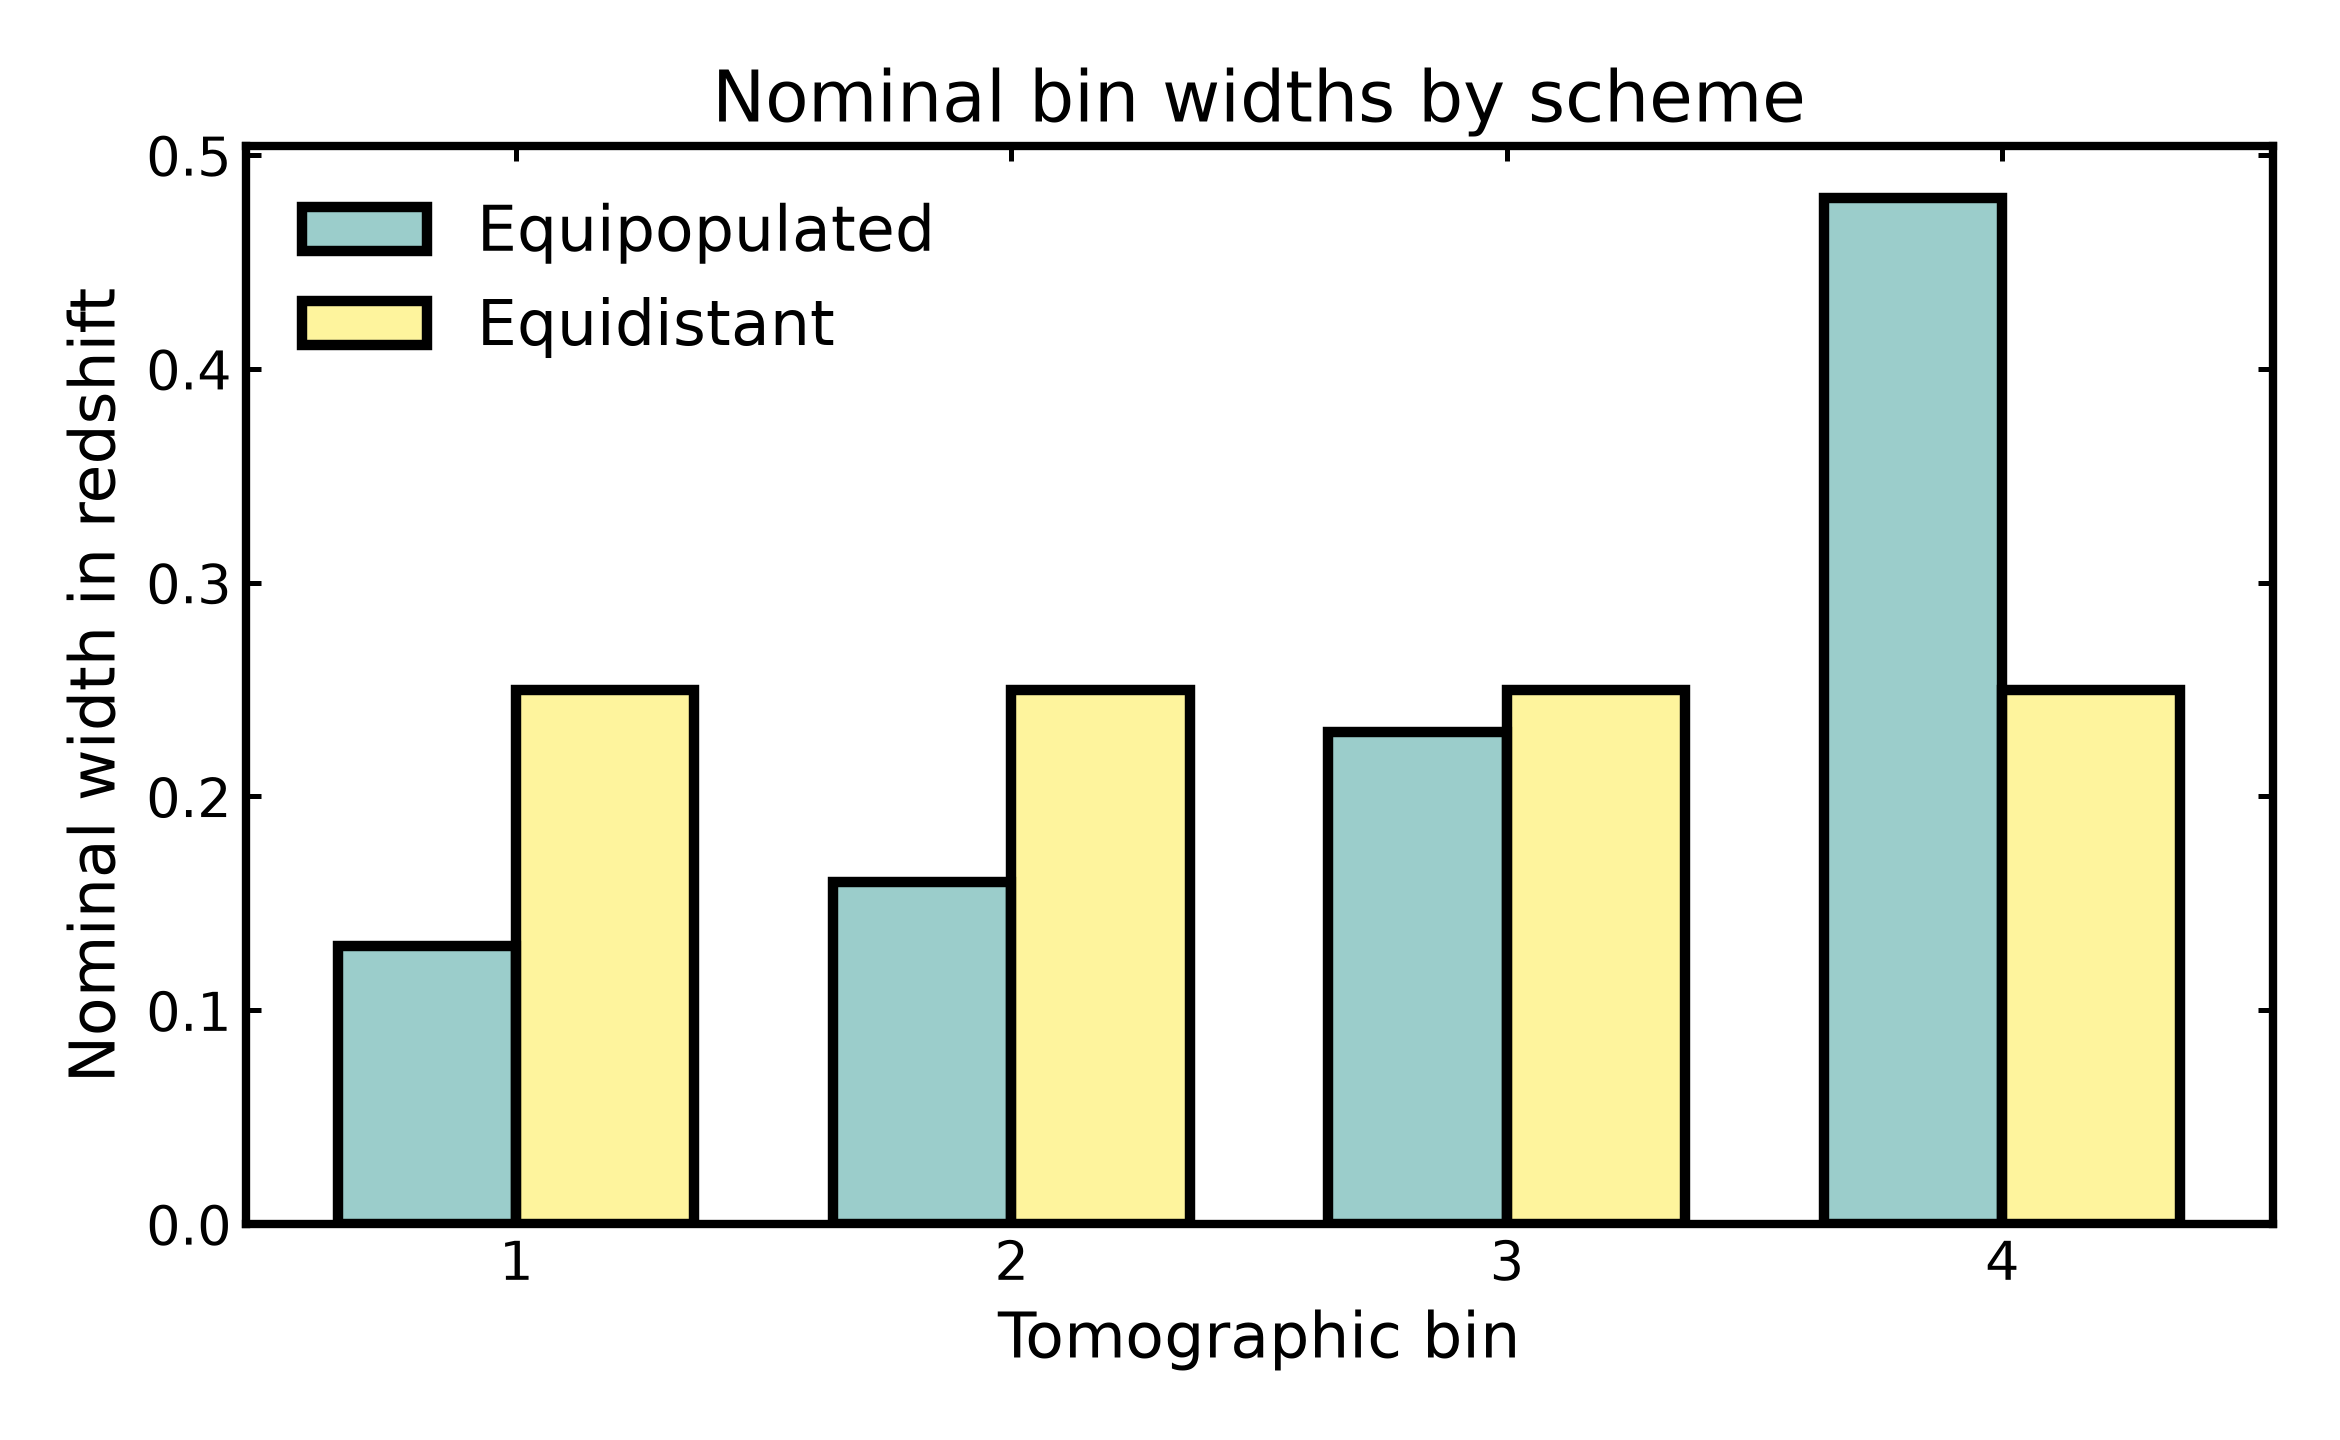 Nominal bin widths by scheme
Equipopulated
Equidistant
Nominal width in redshift
0.5
0.4
0.3
0.2
0.1
0.0
1 2 3 4
Tomographic bin